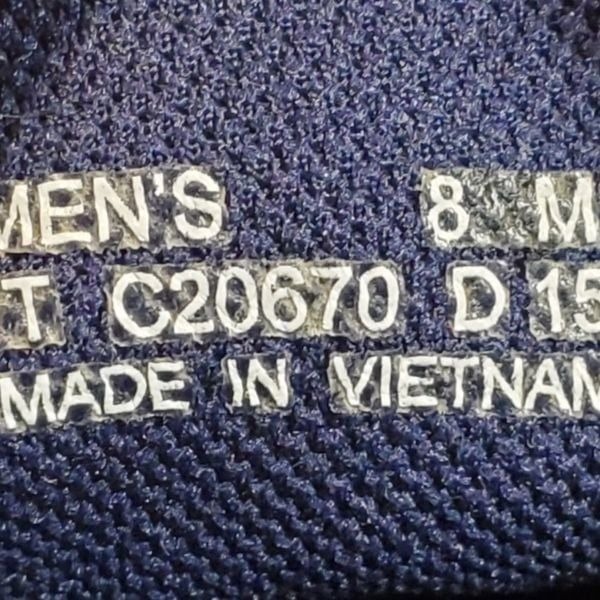 MEN'S 8 M
T C20670 D 15
MADE IN VIETNAM